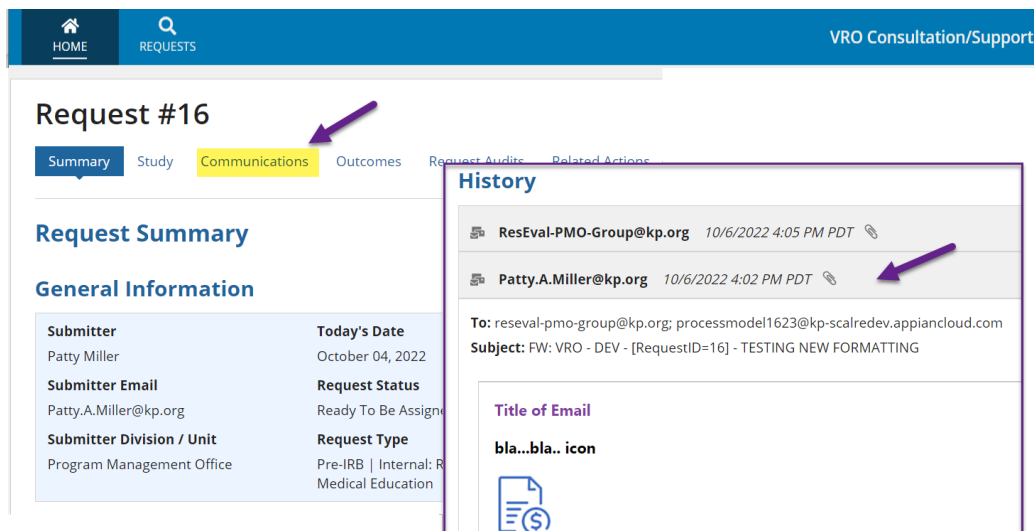 HOME
REQUESTS
VRO Consultation/Support
Request #16
Summary Study Communications Outcomes Request Audits Related Actions
Request Summary
General Information
Submitter
Patty Miller
Submitter Email
Patty.A.Miller@kp.org
Submitter Division / Unit
Program Management Office
Today's Date
October 04, 2022
Request Status
Ready To Be Assigne
Request Type
Pre-IRB | Internal: R
Medical Education
History
ResEval-PMO-Group@kp.org 10/6/2022 4:05 PM PDT
Patty.A.Miller@kp.org 10/6/2022 4:02 PM PDT
To: reseval-pmo-group@kp.org; processmodel1623@kp-scalredev.appiancloud.com
Subject: FW: VRO - DEV - [RequestID=16] - TESTING NEW FORMATTING
Title of Email
bla...bla.. icon
$